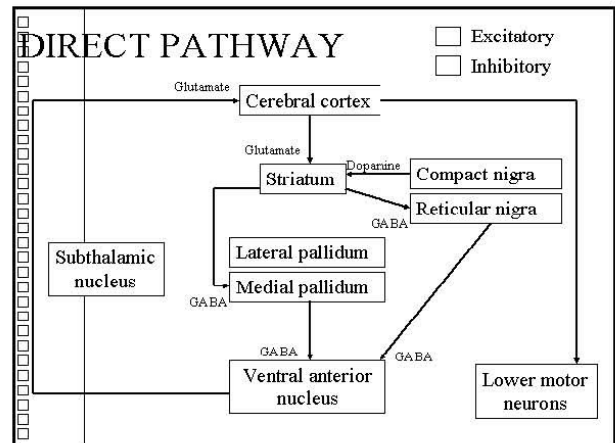 DIRECT PATHWAY
Excitatory
Inhibitory
Glutamate
Cerebral cortex
Glutamate
Dopanine
Striatum
Compact nigra
GABA
Reticular nigra
Subthalamic
nucleus
Lateral pallidum
GABA
Medial pallidum
GABA
GABA
Ventral anterior
nucleus
Lower motor
neurons